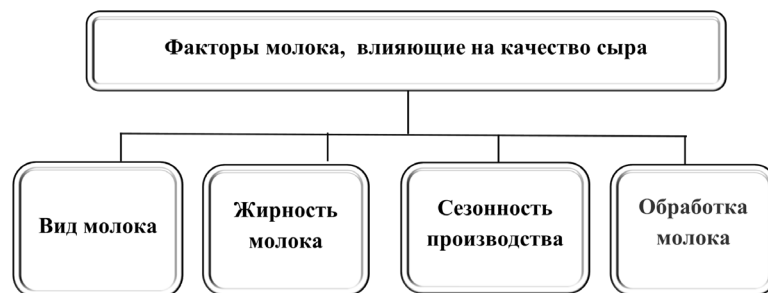 Факторы молока, влияющие на качество сыра
Вид молока
Жирность
молока
Сезонность
производства
Обработка
молока